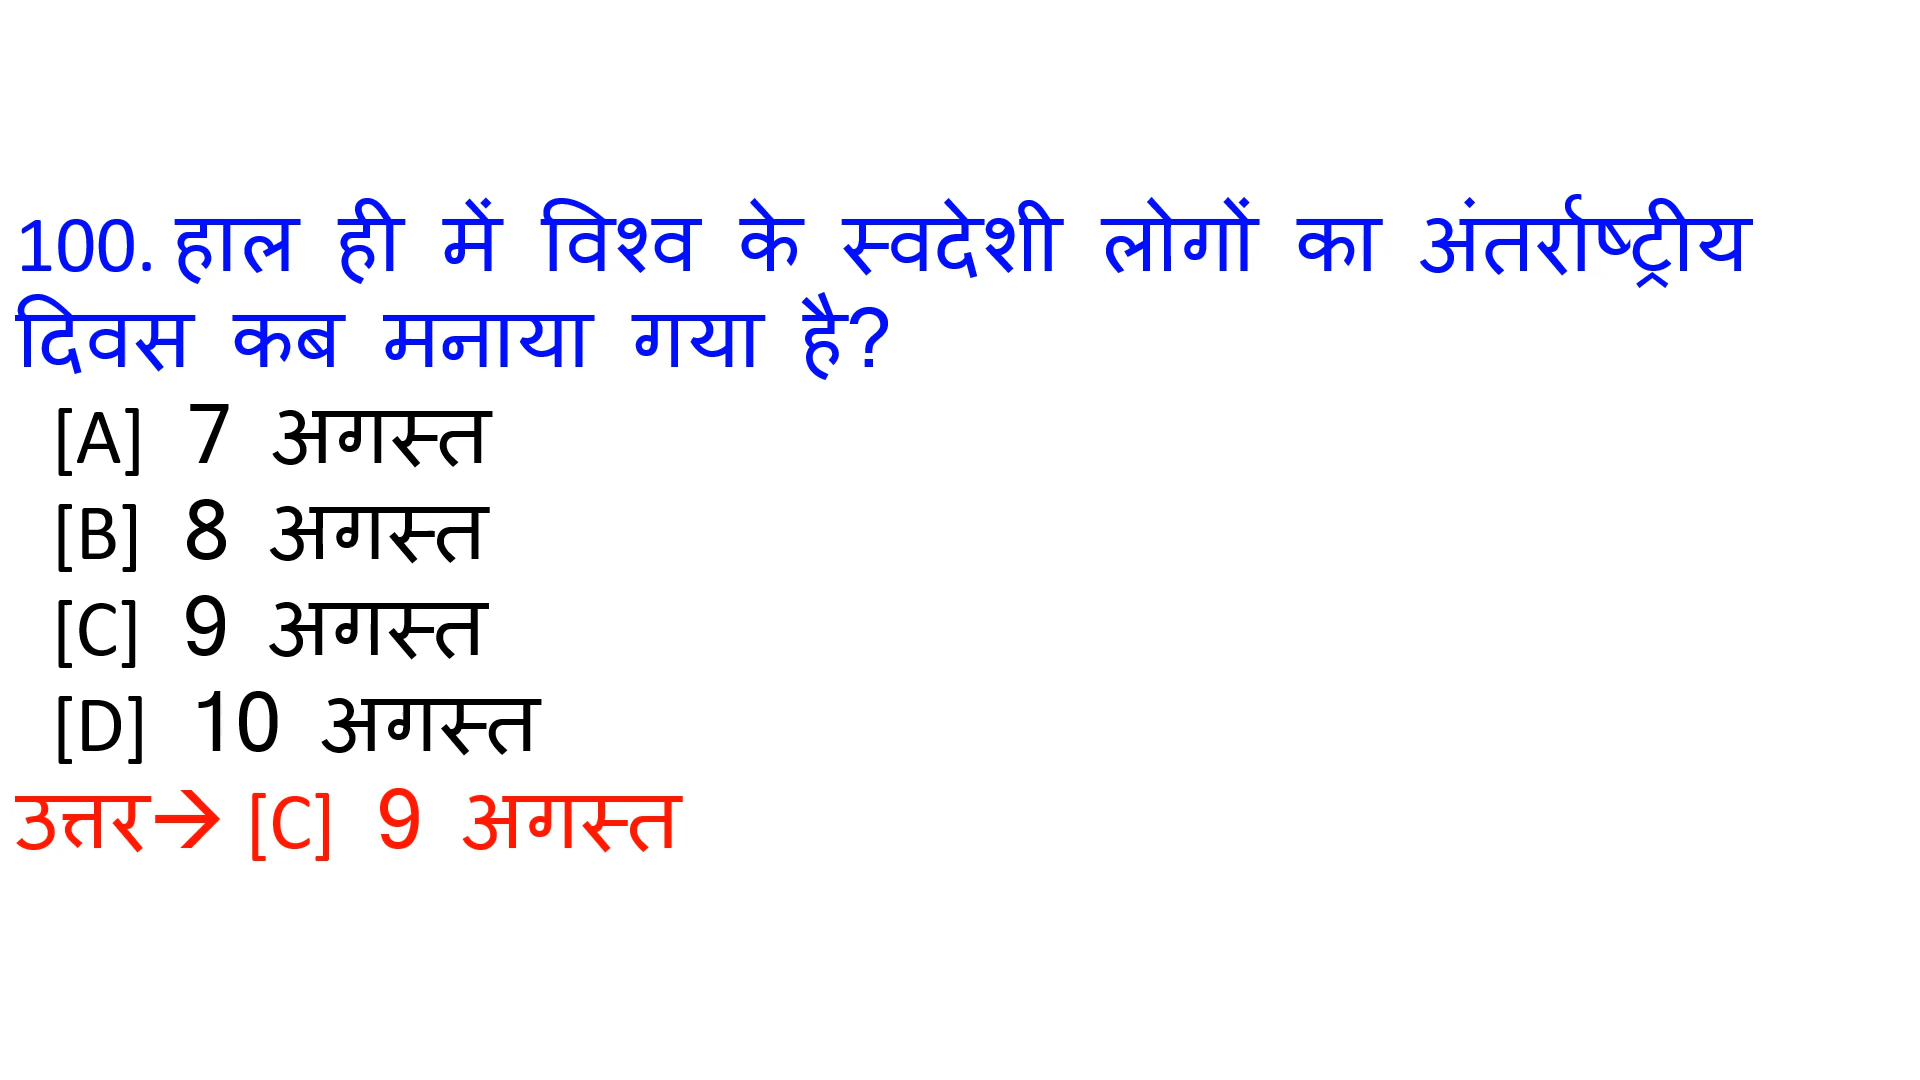 100. हाल ही में विश्व के स्वदेशी लोगों का अंतर्राष्ट्रीय
दिवस कब मनाया गया है?
[A] 7 अगस्त
[B] 8 अगस्त
[C] 9 अगस्त
[D] 10 अगस्त
उत्तर→ [C] 9 अगस्त